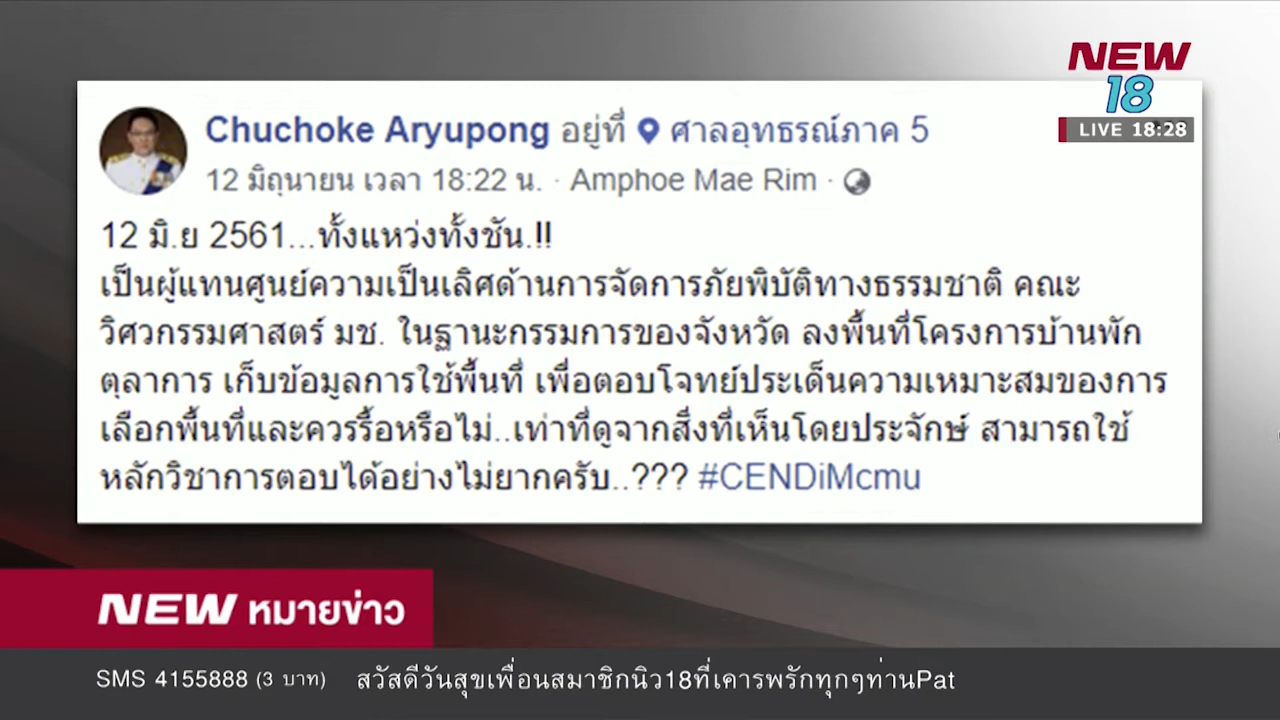 NEW
18
LIVE 18:28
Chuchoke Aryupong อยู่ที่ ศาลอุทธรณ์ภาค 5
12 มิถุนายน เวลา 18:22 น. · Amphoe Mae Rim ·
12 มิ.ย 2561...ทั้งแหว่งทั้งชัน.!!
เป็นผู้แทนศูนย์ความเป็นเลิศด้านการจัดการภัยพิบัติทางธรรมชาติ คณะ
วิศวกรรมศาสตร์ มช. ในฐานะกรรมการของจังหวัด ลงพื้นที่โครงการบ้านพัก
ตุลาการ เก็บข้อมูลการใช้พื้นที่ เพื่อตอบโจทย์ประเด็นความเหมาะสมของการ
เลือกพื้นที่และควรรื้อหรือไม่..เท่าที่ดูจากสิ่งที่เห็นโดยประจักษ์ สามารถใช้
หลักวิชาการตอบได้อย่างไม่ยากครับ..??? #CENDiMcmu
NEW หมายข่าว
SMS 4155888 (3 บาท) สวัสดีวันสุขเพื่อนสมาชิกนิว18ที่เคารพรักทุกๆท่านPat